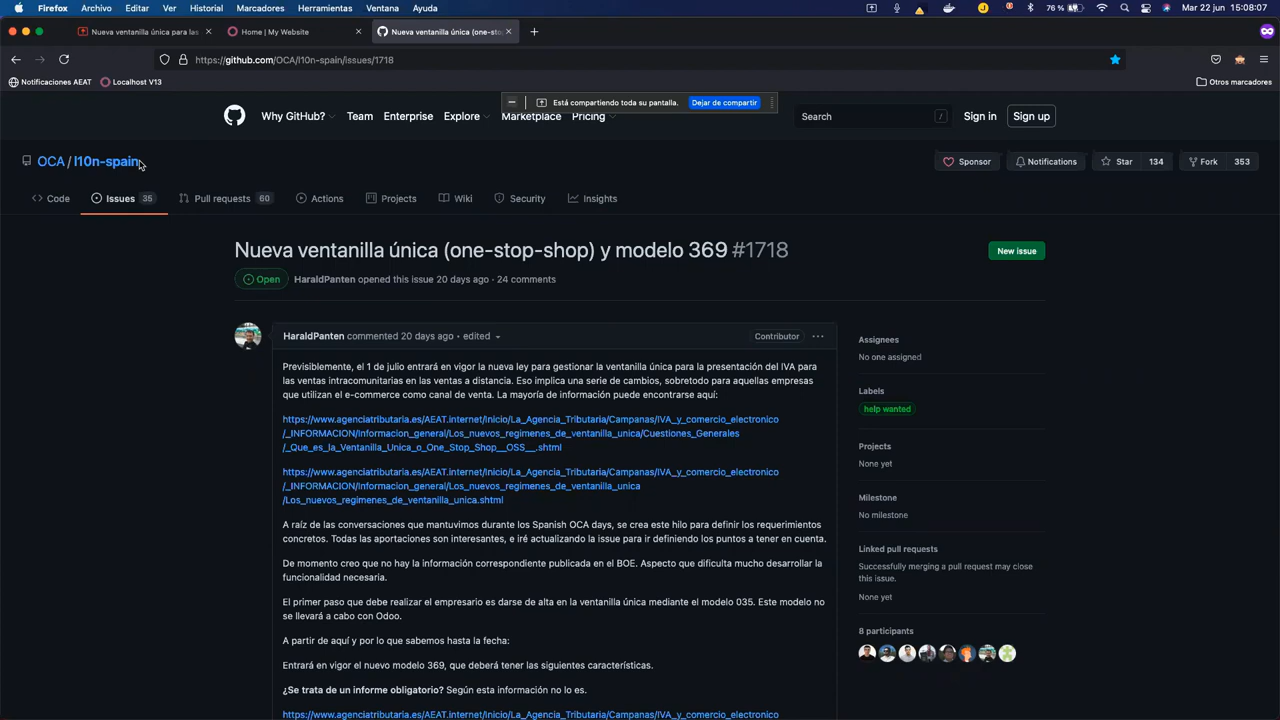 Firefox Archivo Editar Ver Historial Marcadores Herramientas Ventana Ayuda
76 % Mar 22 jun 15:08:07
Nueva ventanilla única para las
Home | My Website
Nueva ventanilla única (one-sto
https://github.com/OCA/l10n-spain/issues/1718
Notificaciones AEAT Localhost V13 Otros marcadores
Está compartiendo toda su pantalla. Dejar de compartir
Why GitHub? Team Enterprise Explore Marketplace Pricing Search / Sign in Sign up
OCA / l10n-spain
Sponsor Notifications Star 134 Fork 353
Code Issues 35 Pull requests 60 Actions Projects Wiki Security Insights
Nueva ventanilla única (one-stop-shop) y modelo 369 #1718
New issue
Open HaraldPanten opened this issue 20 days ago · 24 comments
HaraldPanten commented 20 days ago • edited Contributor
Previsiblemente, el 1 de julio entrará en vigor la nueva ley para gestionar la ventanilla única para la presentación del IVA para
las ventas intracomunitarias en las ventas a distancia. Eso implica una serie de cambios, sobretodo para aquellas empresas
que utilizan el e-commerce como canal de venta. La mayoría de información puede encontrarse aquí:
https://www.agenciatributaria.es/AEAT.internet/Inicio/La_Agencia_Tributaria/Campanas/IVA_y_comercio_electronico
/_INFORMACION/Informacion_general/Los_nuevos_regimenes_de_ventanilla_unica/Cuestiones_Generales
/_Que_es_la_Ventanilla_Unica_o_One_Stop_Shop__OSS__.shtml
https://www.agenciatributaria.es/AEAT.internet/Inicio/La_Agencia_Tributaria/Campanas/IVA_y_comercio_electronico
/_INFORMACION/Informacion_general/Los_nuevos_regimenes_de_ventanilla_unica
/Los_nuevos_regimenes_de_ventanilla_unica.shtml
A raíz de las conversaciones que mantuvimos durante los Spanish OCA days, se crea este hilo para definir los requerimientos
concretos. Todas las aportaciones son interesantes, e iré actualizando la issue para ir definiendo los puntos a tener en cuenta.
De momento creo que no hay la información correspondiente publicada en el BOE. Aspecto que dificulta mucho desarrollar la
funcionalidad necesaria.
El primer paso que debe realizar el empresario es darse de alta en la ventanilla única mediante el modelo 035. Este modelo no
se llevará a cabo con Odoo.
A partir de aquí y por lo que sabemos hasta la fecha:
Entrará en vigor el nuevo modelo 369, que deberá tener las siguientes características.
¿Se trata de un informe obligatorio? Según esta información no lo es.
https://www.agenciatributaria.es/AEAT.internet/Inicio/La_Agencia_Tributaria/Campanas/IVA_y_comercio_electronico
Assignees
No one assigned
Labels
help wanted
Projects
None yet
Milestone
No milestone
Linked pull requests
Successfully merging a pull request may close
this issue.
None yet
8 participants